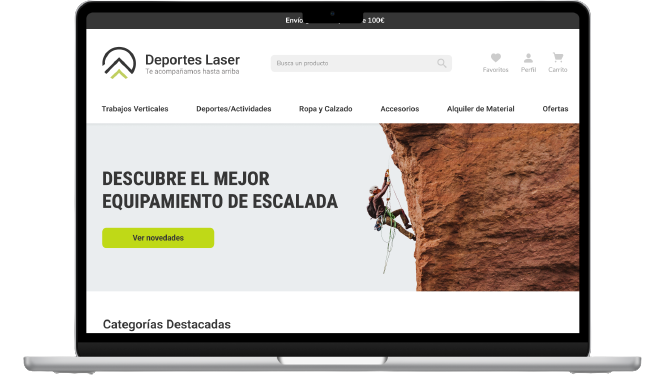 Envío e 100€
Deportes Laser
Te acompañamos hasta arriba
Busca un producto
Favoritos
Perfil
Carrito
Trabajos Verticales
Deportes/Actividades
Ropa y Calzado
Accesorios
Alquiler de Material
Ofertas
DESCUBRE EL MEJOR
EQUIPAMIENTO DE ESCALADA
Ver novedades
Categorías Destacadas